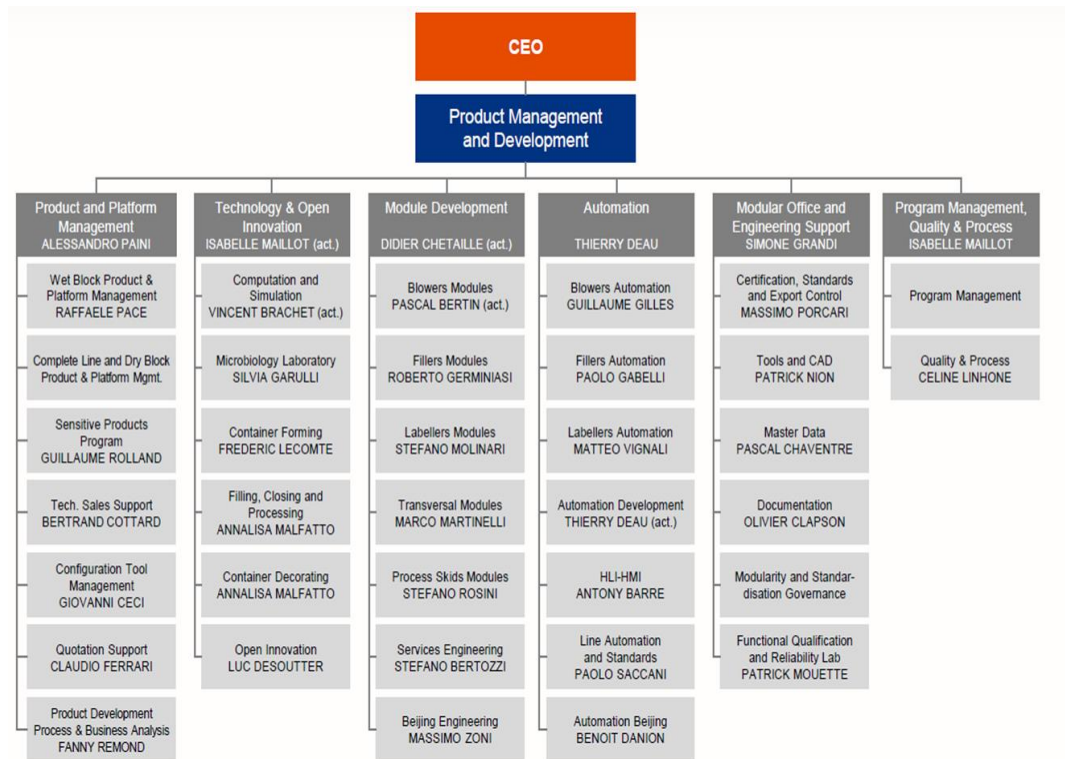 CEO
Product Management
and Development
Product and Platform
Management
ALESSANDRO PAINI
Wet Block Product &
Platform Management
RAFFAELE PACE
Complete Line and Dry Block
Product & Platform Mgmt.
Sensitive Products
Program
GUILLAUME ROLLAND
Tech. Sales Support
BERTRAND COTTARD
Configuration Tool
Management
GIOVANNI CECI
Quotation Support
CLAUDIO FERRARI
Product Development
Process & Business Analysis
FANNY REMOND
Technology & Open
Innovation
ISABELLE MAILLOT (act.)
Computation and
Simulation
VINCENT BRACHET (act.)
Microbiology Laboratory
SILVIA GARULLI
Container Forming
FREDERIC LECOMTE
Filling, Closing and
Processing
ANNALISA MALFATTO
Container Decorating
ANNALISA MALFATTO
Open Innovation
LUC DESOUTTER
Module Development
DIDIER CHETAILLE (act.)
Blowers Modules
PASCAL BERTIN (act.)
Fillers Modules
ROBERTO GERMINIASI
Labellers Modules
STEFANO MOLINARI
Transversal Modules
MARCO MARTINELLI
Process Skids Modules
STEFANO ROSINI
Services Engineering
STEFANO BERTOZZI
Beijing Engineering
MASSIMO ZONI
Automation
THIERRY DEAU
Blowers Automation
GUILLAUME GILLES
Fillers Automation
PAOLO GABELLI
Labellers Automation
MATTEO VIGNALI
Automation Development
THIERRY DEAU (act.)
HLI-HMI
ANTONY BARRE
Line Automation
and Standards
PAOLO SACCANI
Automation Beijing
BENOIT DANION
Modular Office and
Engineering Support
SIMONE GRANDI
Certification, Standards
and Export Control
MASSIMO PORCARI
Tools and CAD
PATRICK NION
Master Data
PASCAL CHAVENTRE
Documentation
OLIVIER CLAPSON
Modularity and Standar-
disation Governance
Functional Qualification
and Reliability Lab
PATRICK MOUETTE
Program Management,
Quality & Process
ISABELLE MAILLOT
Program Management
Quality & Process
CELINE LINHONE